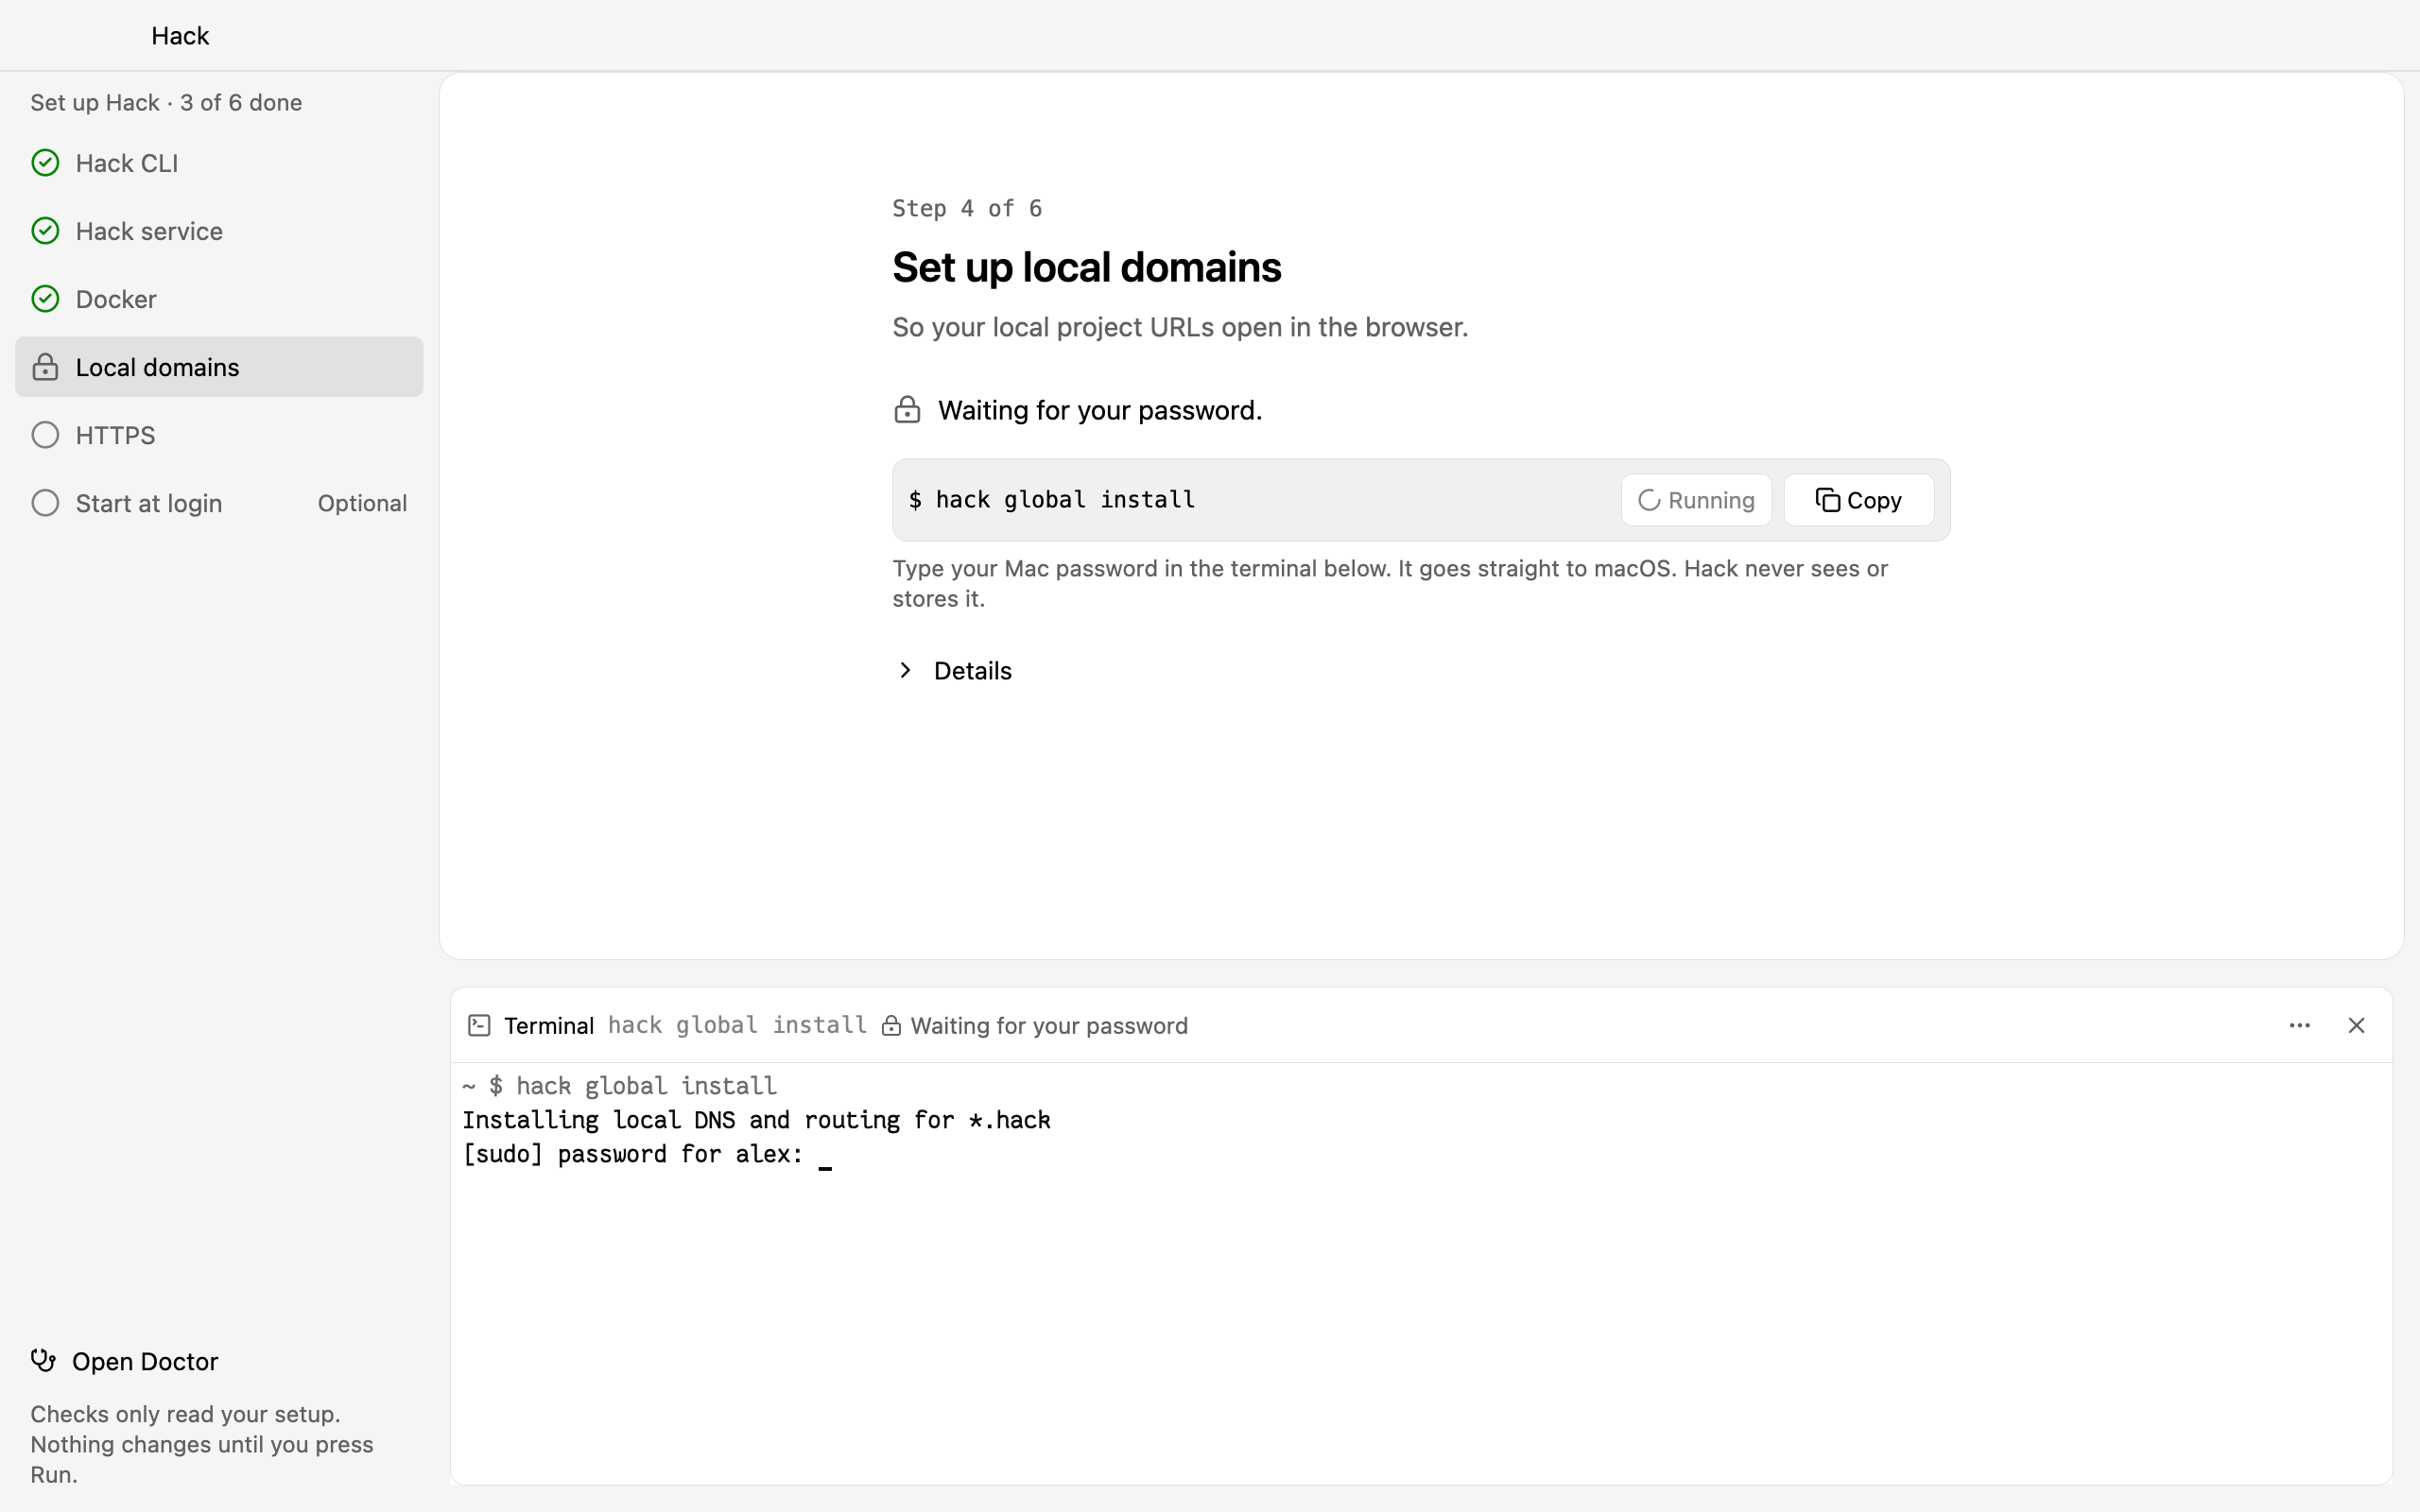 Hack
Set up Hack · 3 of 6 done
Hack CLI
Hack service
Docker
Local domains
HTTPS
Start at login Optional
Step 4 of 6
Set up local domains
So your local project URLs open in the browser.
Waiting for your password.
$ hack global install Running Copy
Type your Mac password in the terminal below. It goes straight to macOS. Hack never sees or
stores it.
Details
Terminal hack global install Waiting for your password
~ $ hack global install
Installing local DNS and routing for *.hack
[sudo] password for alex: _
Open Doctor
Checks only read your setup.
Nothing changes until you press
Run.